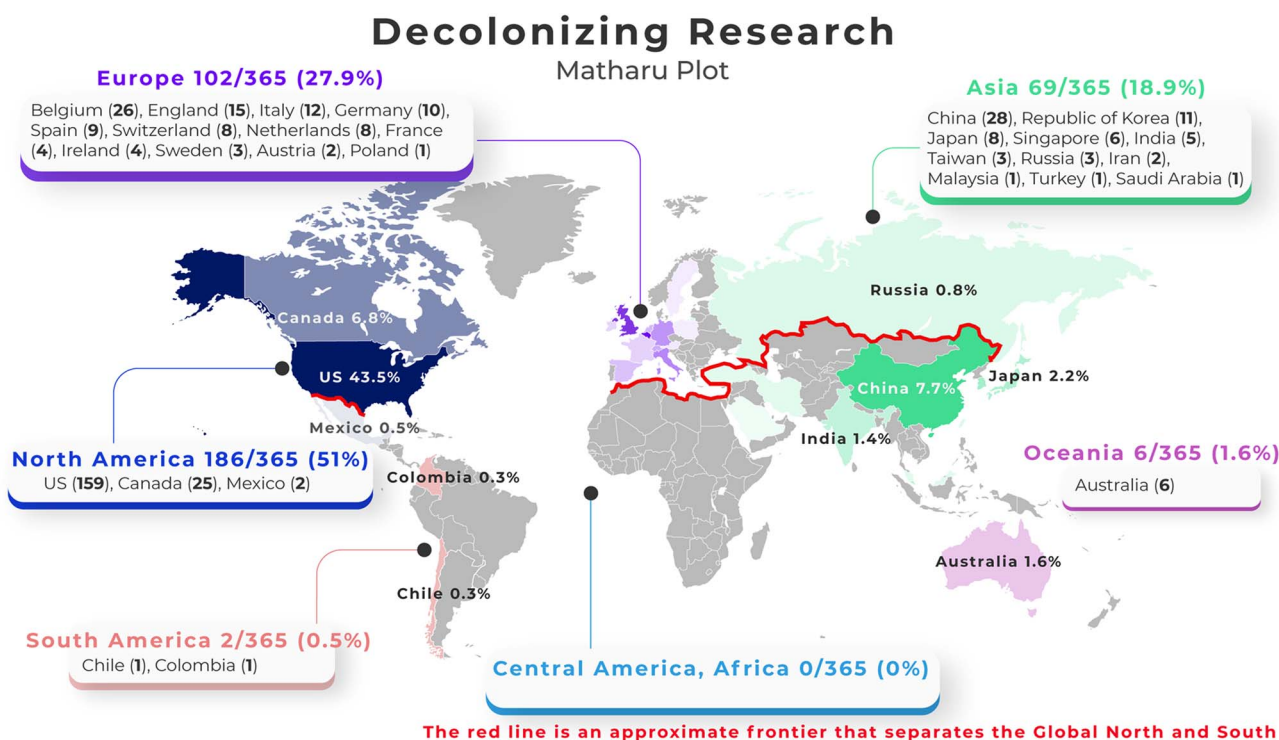 Decolonizing Research
Matharu Plot
Europe 102/365 (27.9%)
Belgium (26), England (15), Italy (12), Germany (10),
Spain (9), Switzerland (8), Netherlands (8), France
(4), Ireland (4), Sweden (3), Austria (2), Poland (1)
Asia 69/365 (18.9%)
China (28), Republic of Korea (11),
Japan (8), Singapore (6), India (5),
Taiwan (3), Russia (3), Iran (2),
Malaysia (1), Turkey (1), Saudi Arabia (1)
Russia 0.8%
Canada 6.8%
US 43.5%
China 7.7%
Japan 2.2%
Mexico 0.5%
India 1.4%
North America 186/365 (51%)
US (159), Canada (25), Mexico (2)
Colombia 0.3%
Oceania 6/365 (1.6%)
Australia (6)
Australia 1.6%
Chile 0.3%
South America 2/365 (0.5%)
Chile (1), Colombia (1)
Central America, Africa 0/365 (0%)
The red line is an approximate frontier that separates the Global North and South